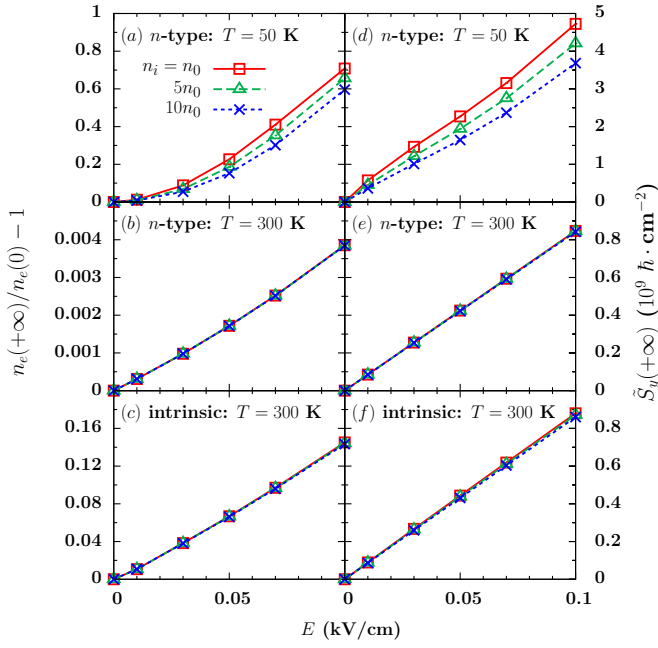 (a) n-type: T = 50 K
(d) n-type: T = 50 K
n_i = n_0
5n_0
10n_0
1
0.8
0.6
0.4
0.2
0
5
4
3
2
1
0
(b) n-type: T = 300 K
(e) n-type: T = 300 K
0.004
0.003
0.002
0.001
0
0.8
0.6
0.4
0.2
0
(c) intrinsic: T = 300 K
(f) intrinsic: T = 300 K
0.16
0.12
0.08
0.04
0
0.8
0.6
0.4
0.2
0
0 0.05 0 0.05 0.1
E (kV/cm)
n_e(+∞)/n_e(0) − 1
S̃_y(+∞) (10^9 ℏ · cm^−2)